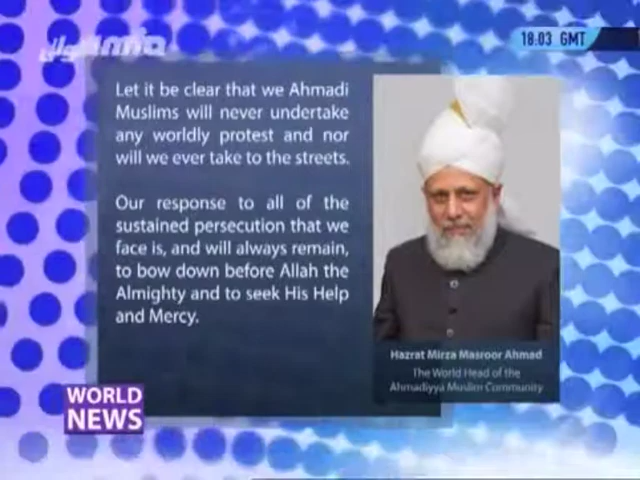 mta
18:03 GMT
Let it be clear that we Ahmadi
Muslims will never undertake
any worldly protest and nor
will we ever take to the streets.
Our response to all of the
sustained persecution that we
face is, and will always remain,
to bow down before Allah the
Almighty and to seek His Help
and Mercy.
Hazrat Mirza Masroor Ahmad
The World Head of the
Ahmadiyya Muslim Community
WORLD
NEWS